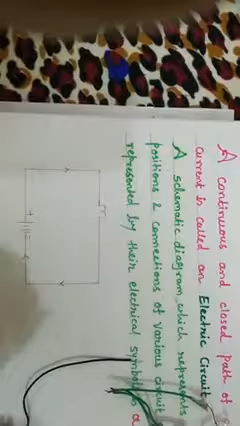 A continuous and closed path of
current is called an Electric Circuit
A schematic diagram, which represents
positions & connections of various circuit
represented by their electrical symbols
+